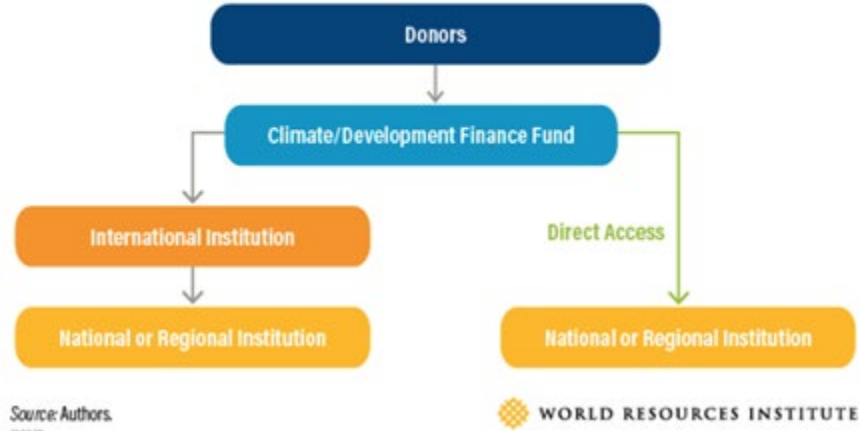 Donors
Climate/Development Finance Fund
International Institution
Direct Access
National or Regional Institution
National or Regional Institution
Source: Authors.
WORLD RESOURCES INSTITUTE